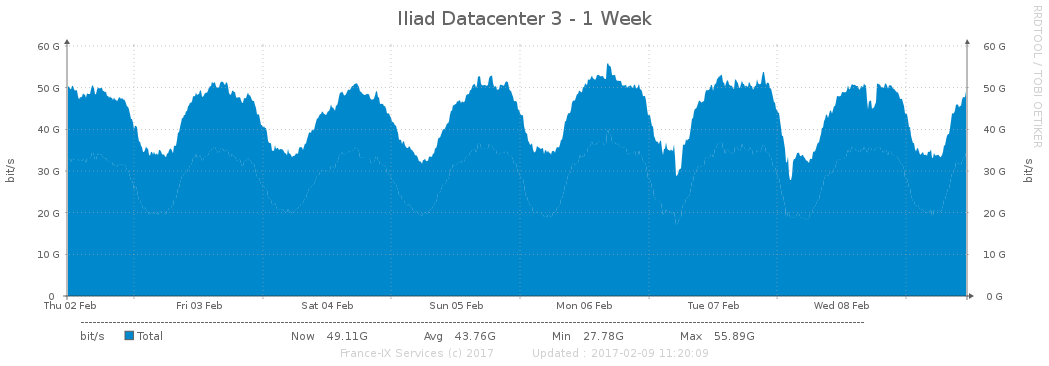 Iliad Datacenter 3 - 1 Week
RRDTOOL / TOBI OETIKER
60 G 60 G
50 G 50 G
40 G 40 G
30 G 30 G
20 G 20 G
10 G 10 G
0 0 G
bit/s bit/s
Thu 02 Feb Fri 03 Feb Sat 04 Feb Sun 05 Feb Mon 06 Feb Tue 07 Feb Wed 08 Feb
bit/s Total Now 49.11G Avg 43.76G Min 27.78G Max 55.89G
France-IX Services (c) 2017 Updated : 2017-02-09 11:20:09